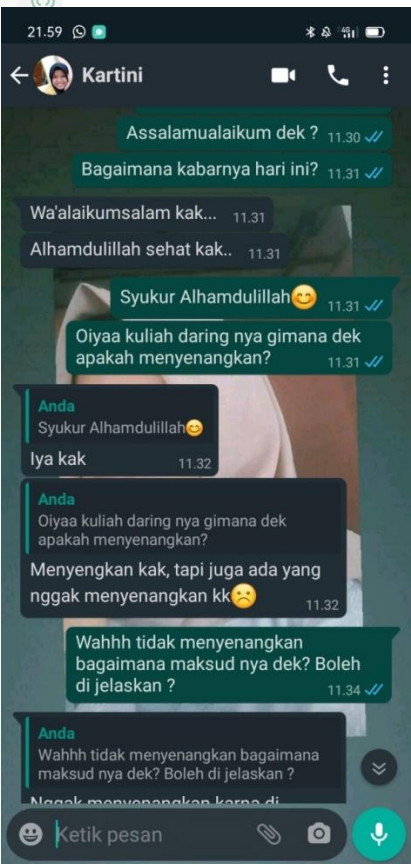 21.59
Kartini
Assalamualaikum dek ? 11.30
Bagaimana kabarnya hari ini? 11.31
Wa'alaikumsalam kak... 11.31
Alhamdulillah sehat kak.. 11.31
Syukur Alhamdulillah😊 11.31
Oiyaa kuliah daring nya gimana dek
apakah menyenangkan? 11.31
Anda
Syukur Alhamdulillah😊
Iya kak 11.32
Anda
Oiyaa kuliah daring nya gimana dek
apakah menyenangkan?
Menyengkan kak, tapi juga ada yang
nggak menyenangkan kk☹️ 11.32
Wahhh tidak menyenangkan
bagaimana maksud nya dek? Boleh
di jelaskan ? 11.34
Anda
Wahhh tidak menyenangkan bagaimana
maksud nya dek? Boleh di jelaskan ?
Nggak menyenangkan karna di
Ketik pesan